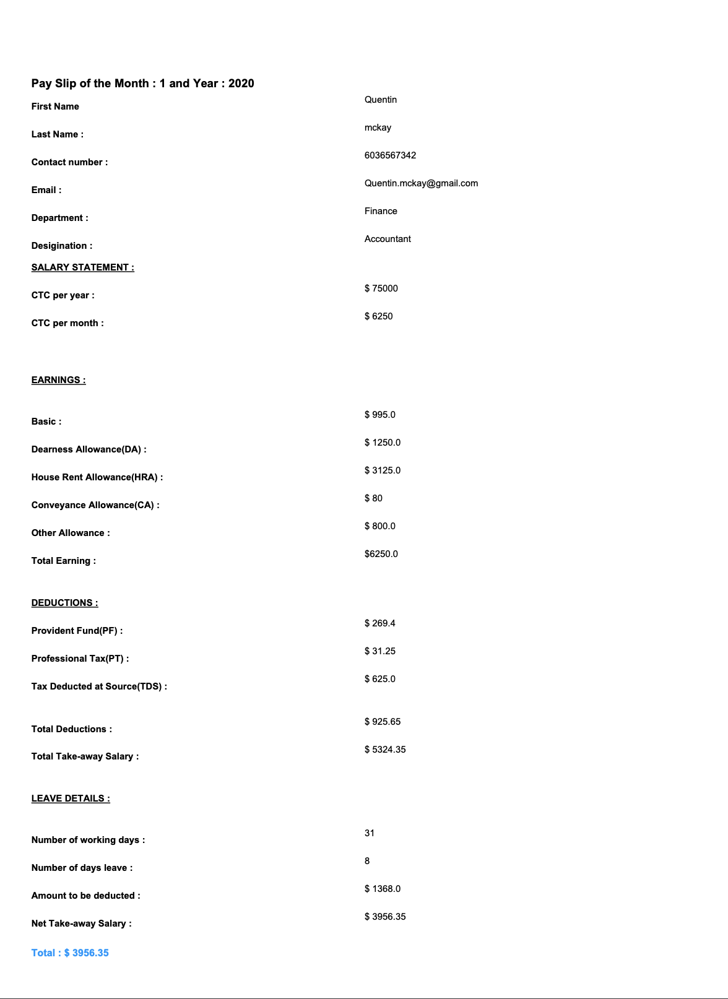 Pay Slip of the Month : 1 and Year : 2020
First Name Quentin
Last Name : mckay
Contact number : 6036567342
Email : Quentin.mckay@gmail.com
Department : Finance
Desigination : Accountant
SALARY STATEMENT :
CTC per year : $ 75000
CTC per month : $ 6250
EARNINGS :
Basic : $ 995.0
Dearness Allowance(DA) : $ 1250.0
House Rent Allowance(HRA) : $ 3125.0
Conveyance Allowance(CA) : $ 80
Other Allowance : $ 800.0
Total Earning : $6250.0
DEDUCTIONS :
Provident Fund(PF) : $ 269.4
Professional Tax(PT) : $ 31.25
Tax Deducted at Source(TDS) : $ 625.0
Total Deductions : $ 925.65
Total Take-away Salary : $ 5324.35
LEAVE DETAILS :
Number of working days : 31
Number of days leave : 8
Amount to be deducted : $ 1368.0
Net Take-away Salary : $ 3956.35
Total : $ 3956.35